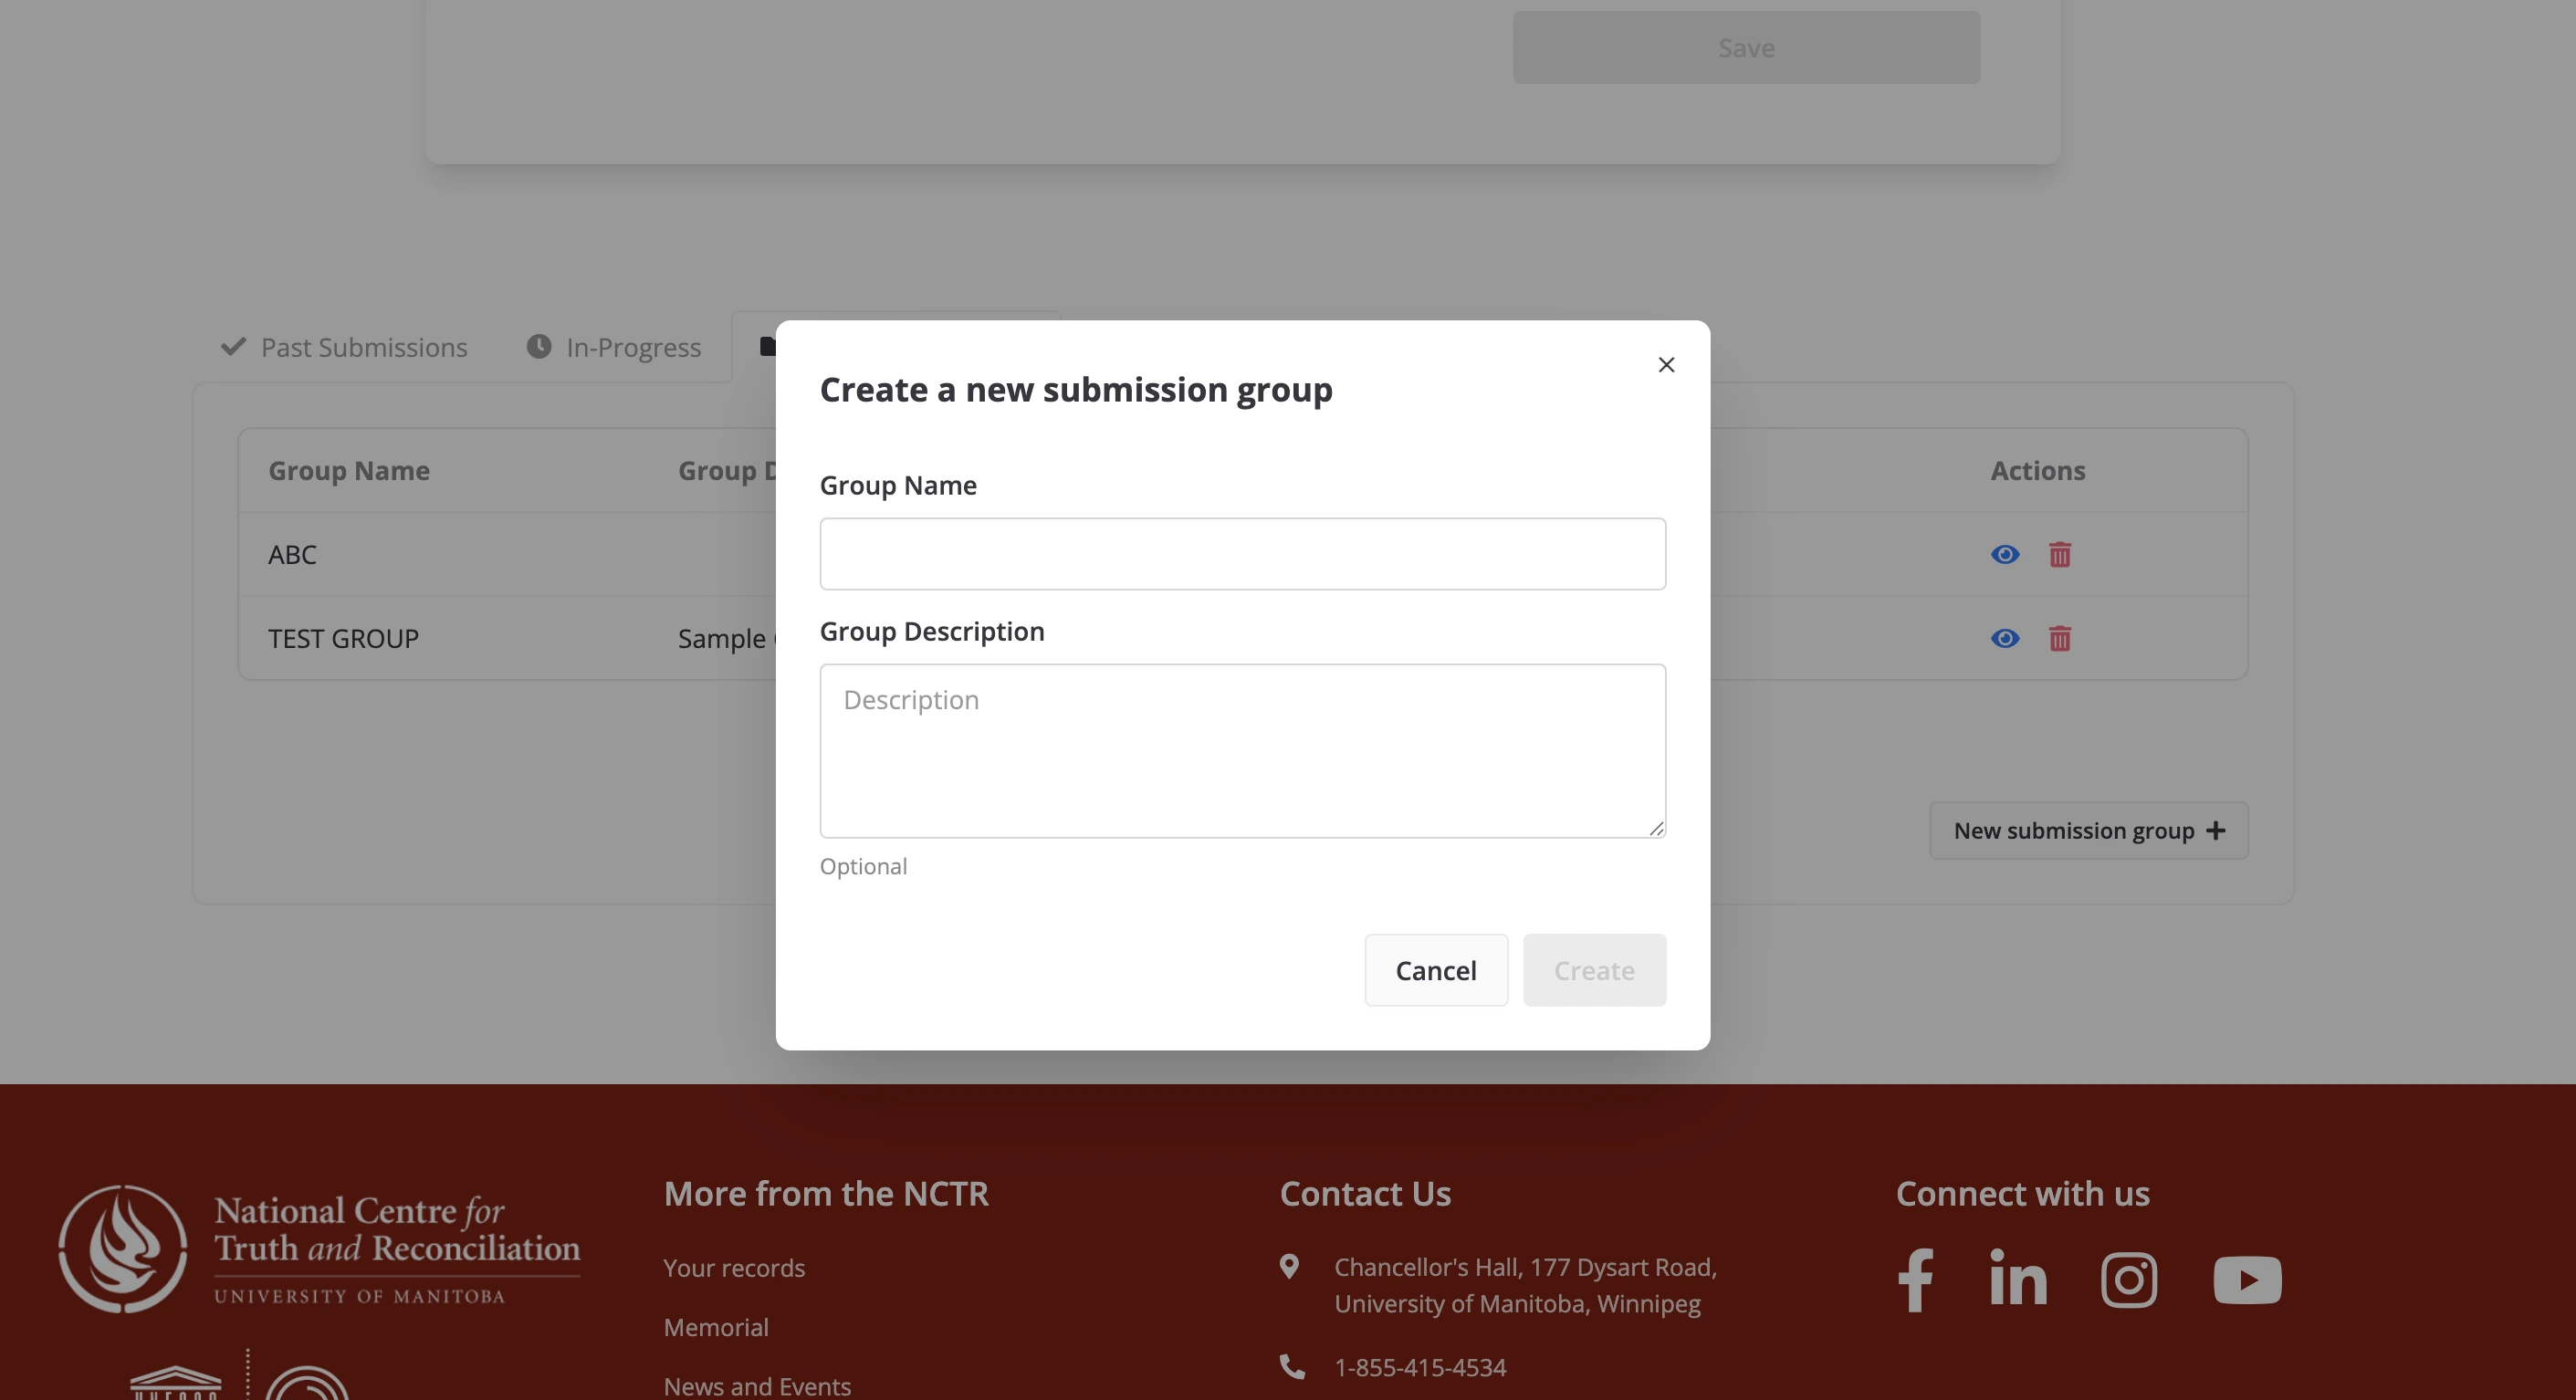 Save
Past Submissions
In-Progress
Create a new submission group
Group Name
Group D
Actions
ABC
TEST GROUP
Sample
Group Name
Group Description
Description
Optional
New submission group
Cancel
Create
National Centre for
Truth and Reconciliation
UNIVERSITY OF MANITOBA
More from the NCTR
Your records
Memorial
News and Events
Contact Us
Chancellor's Hall, 177 Dysart Road,
University of Manitoba, Winnipeg
1-855-415-4534
Connect with us